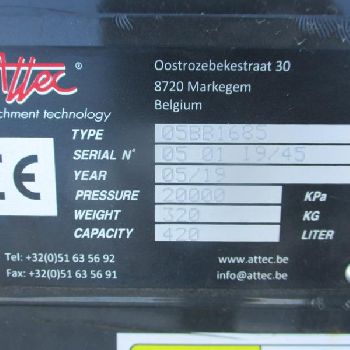 Attec ®
chment technology
Oostrozebekestraat 30
8720 Markegem
Belgium
CE
TYPE 05BB1685
SERIAL N° 05 01 19/45
YEAR 05/19
PRESSURE 20000 KPa
WEIGHT 320 KG
CAPACITY 420 LITER
Tel: +32(0)51 63 56 92
Fax: +32(0)51 63 56 91
www.attec.be
info@attec.be